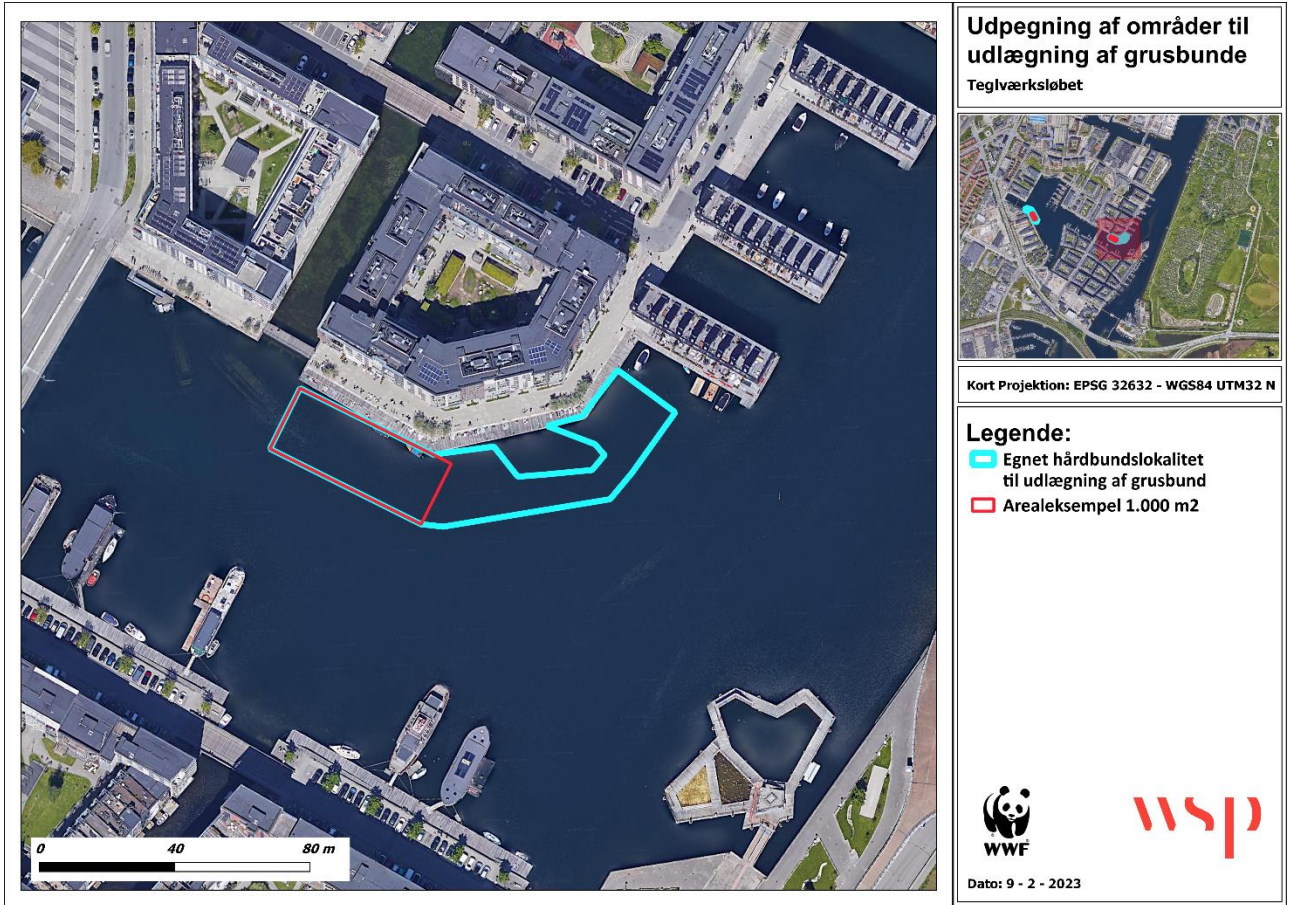 Udpegning af områder til
udlægning af grusbunde
Teglværksløbet
Kort Projektion: EPSG 32632 - WGS84 UTM32 N
Legende:
Egnet hårdbundslokalitet
til udlægning af grusbund
Arealeksempel 1.000 m2
0 40 80 m
WWF
wsp
Dato: 9 - 2 - 2023